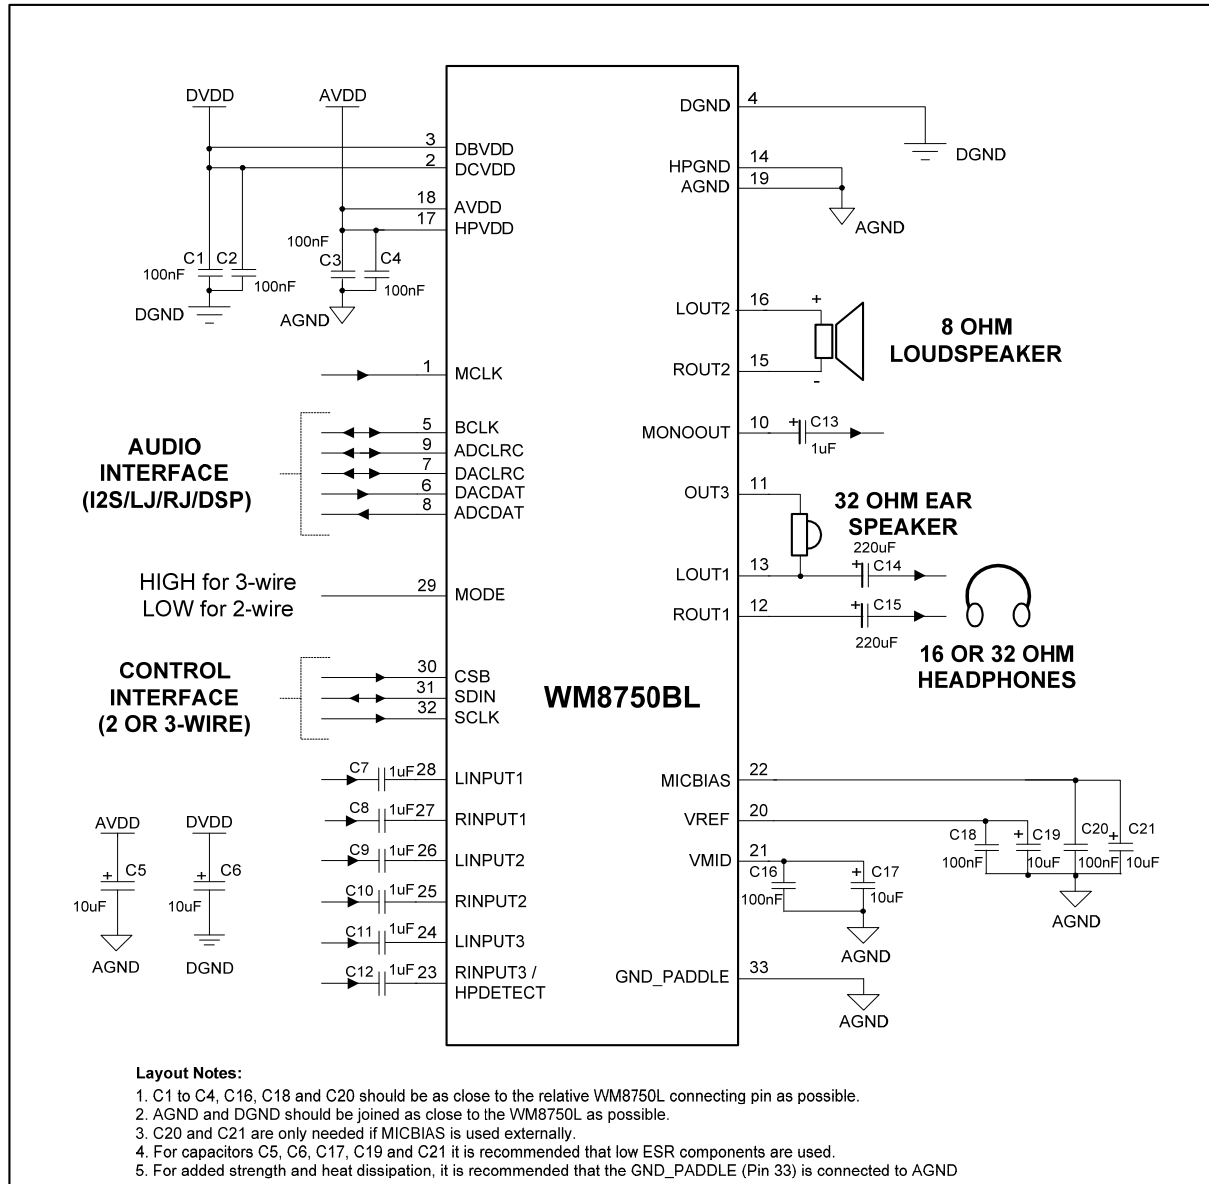 DVDD
AVDD
3
DBVDD
2
DCVDD
18
AVDD
17
HPVDD
100nF
C1
C2
100nF
100nF
C3
C4
100nF
DGND
AGND
1
MCLK
AUDIO
INTERFACE
(I2S/LJ/RJ/DSP)
5
BCLK
9
ADCLRC
7
DACLRC
6
DACDAT
8
ADCDAT
HIGH for 3-wire
LOW for 2-wire
29
MODE
CONTROL
INTERFACE
(2 OR 3-WIRE)
30
CSB
31
SDIN
32
SCLK
WM8750BL
C7
1uF
28
LINPUT1
C8
1uF
27
RINPUT1
C9
1uF
26
LINPUT2
C10
1uF
25
RINPUT2
C11
1uF
24
LINPUT3
C12
1uF
23
RINPUT3 /
HPDETECT
AVDD
DVDD
+
C5
+
C6
10uF
10uF
AGND
DGND
DGND
4
DGND
HPGND
14
AGND
19
AGND
LOUT2
16
+
8 OHM
LOUDSPEAKER
ROUT2
15
-
MONOOUT
10
+
C13
1uF
OUT3
11
32 OHM EAR
SPEAKER
220uF
LOUT1
13
+
C14
ROUT1
12
+
C15
220uF
16 OR 32 OHM
HEADPHONES
MICBIAS
22
VREF
20
C18
+
C19
C20
+
C21
100nF
10uF
100nF
10uF
AGND
VMID
21
C16
+
C17
100nF
10uF
AGND
GND_PADDLE
33
AGND
Layout Notes:
1. C1 to C4, C16, C18 and C20 should be as close to the relative WM8750L connecting pin as possible.
2. AGND and DGND should be joined as close to the WM8750L as possible.
3. C20 and C21 are only needed if MICBIAS is used externally.
4. For capacitors C5, C6, C17, C19 and C21 it is recommended that low ESR components are used.
5. For added strength and heat dissipation, it is recommended that the GND_PADDLE (Pin 33) is connected to AGND